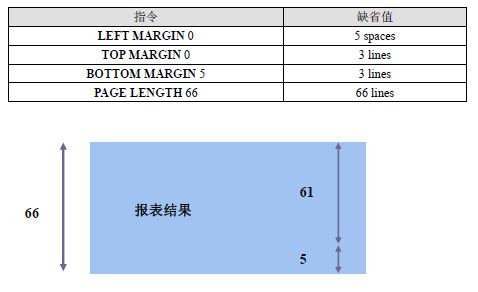 指令 缺省值
LEFT MARGIN 0 5 spaces
TOP MARGIN 0 3 lines
BOTTOM MARGIN 5 3 lines
PAGE LENGTH 66 66 lines
66 报表结果 61
5